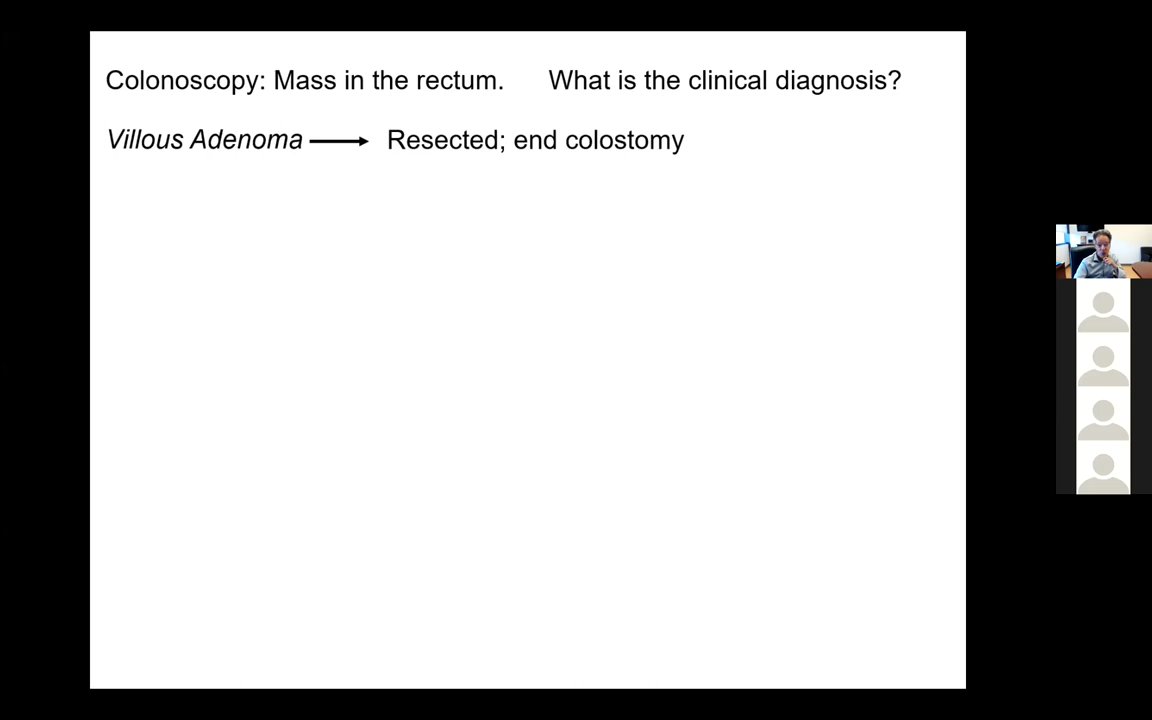 Colonoscopy: Mass in the rectum. What is the clinical diagnosis?
Villous Adenoma Resected; end colostomy